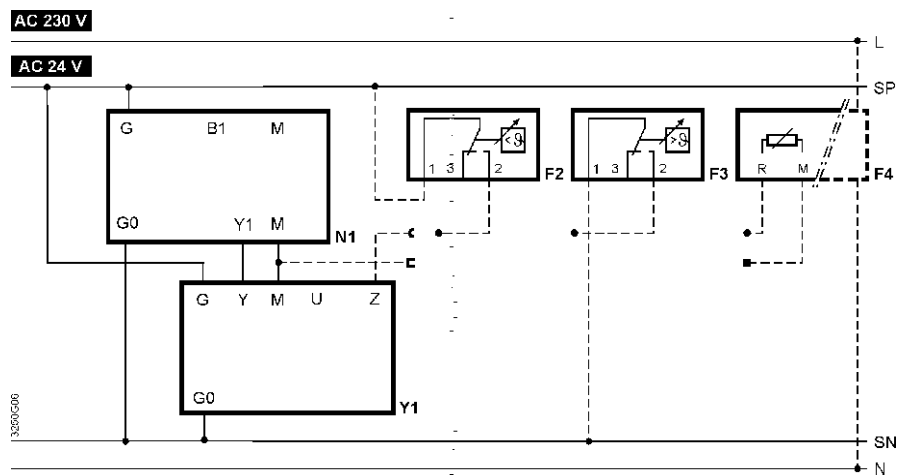 AC 230 V
L
AC 24 V
SP
G B1 M
G0 Y1 M
N1
1 3 2
<ϑ
F2
1 3 2
>ϑ
F3
R M
F4
G Y M U Z
G0
Y1
3260G06
SN
N